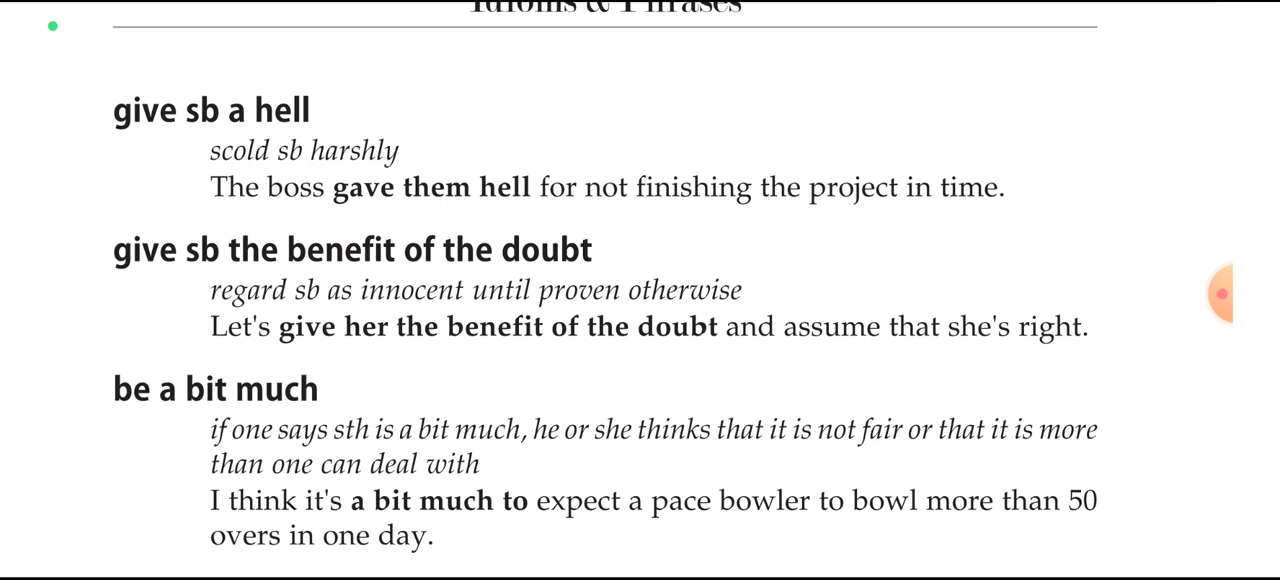 Idioms & Phrases
give sb a hell
scold sb harshly
The boss gave them hell for not finishing the project in time.
give sb the benefit of the doubt
regard sb as innocent until proven otherwise
Let's give her the benefit of the doubt and assume that she's right.
be a bit much
if one says sth is a bit much, he or she thinks that it is not fair or that it is more
than one can deal with
I think it's a bit much to expect a pace bowler to bowl more than 50
overs in one day.